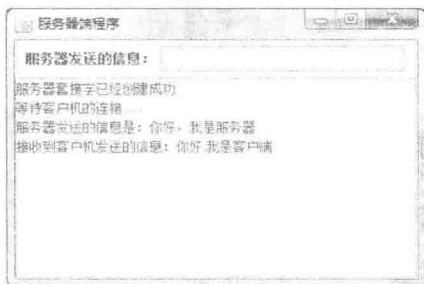 服务器端程序
服务器发送的信息：
服务器套接字已经创建成功
等待客户机的连接......
服务器发送的信息是：你好，我是服务器
接收到客户机发送的信息：你好 我是客户端